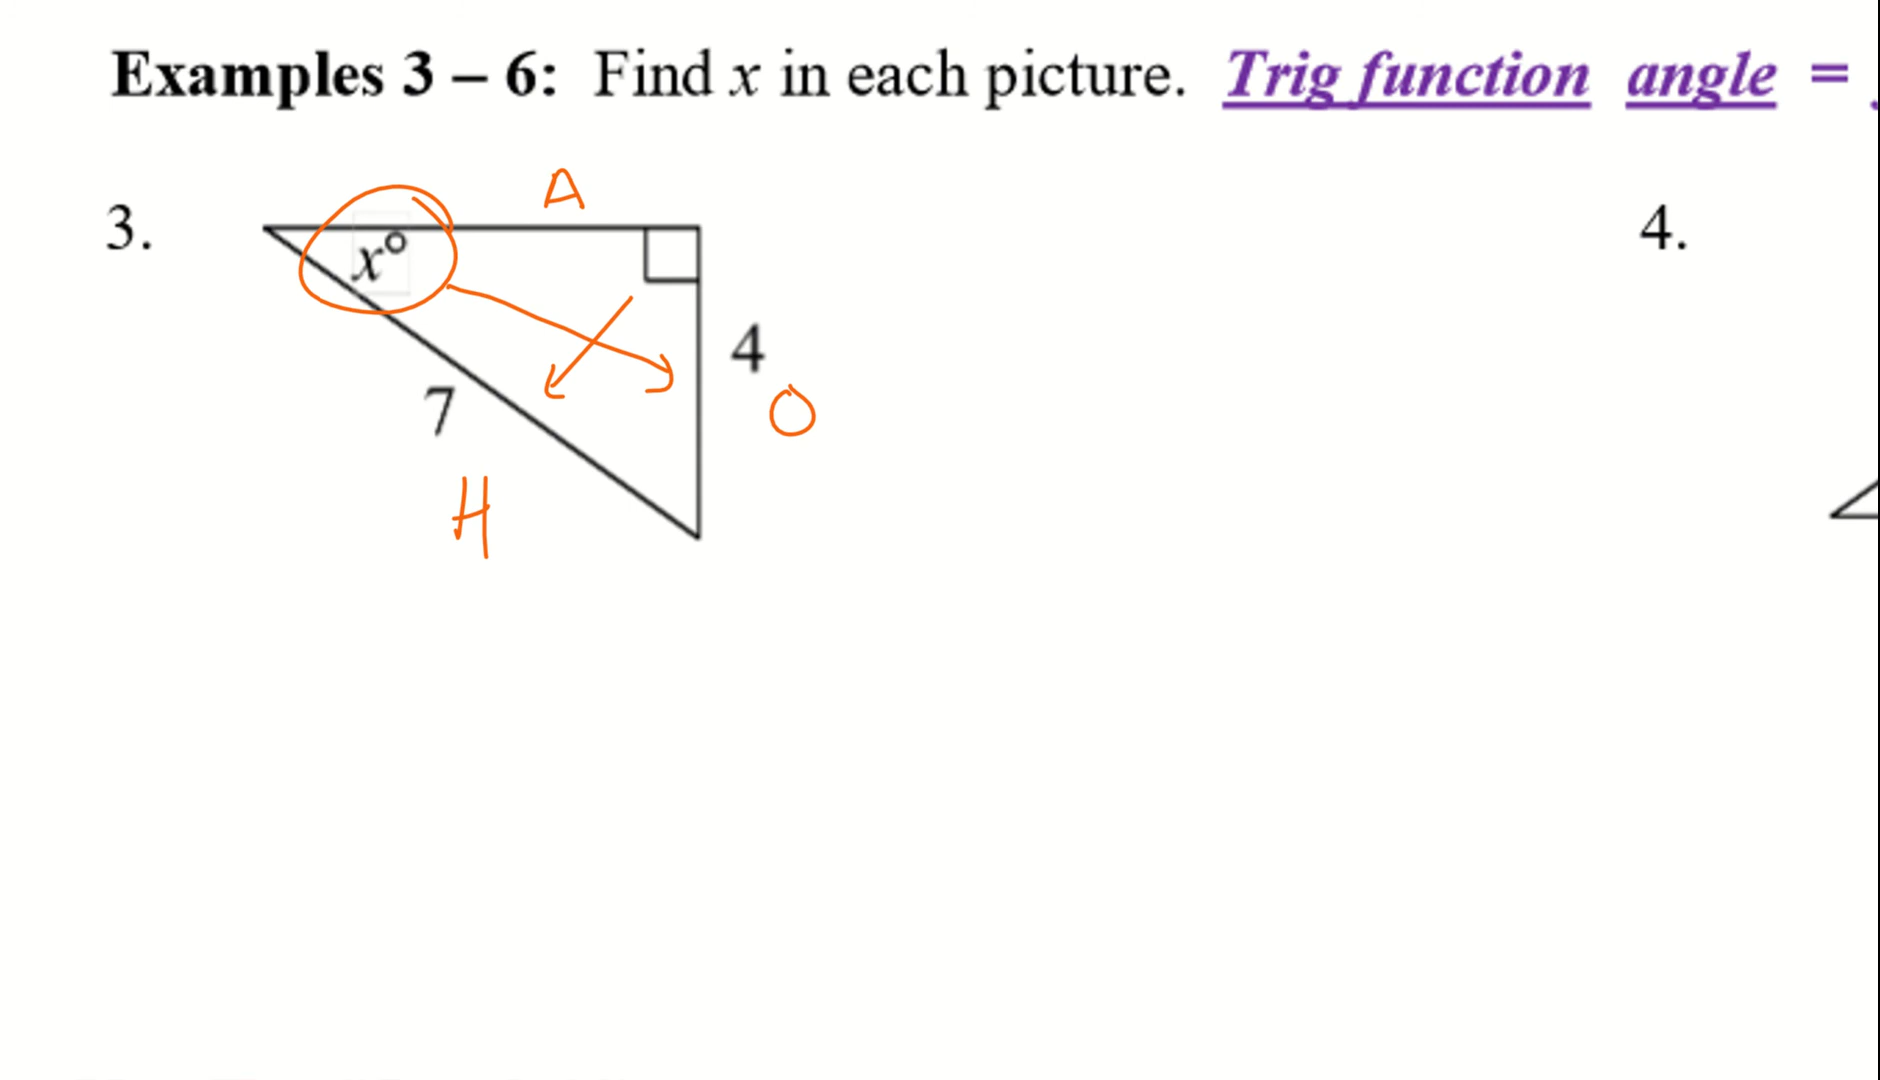 Examples 3 – 6: Find x in each picture. Trig function angle =
A
3.
4.
x°
4
7
O
H